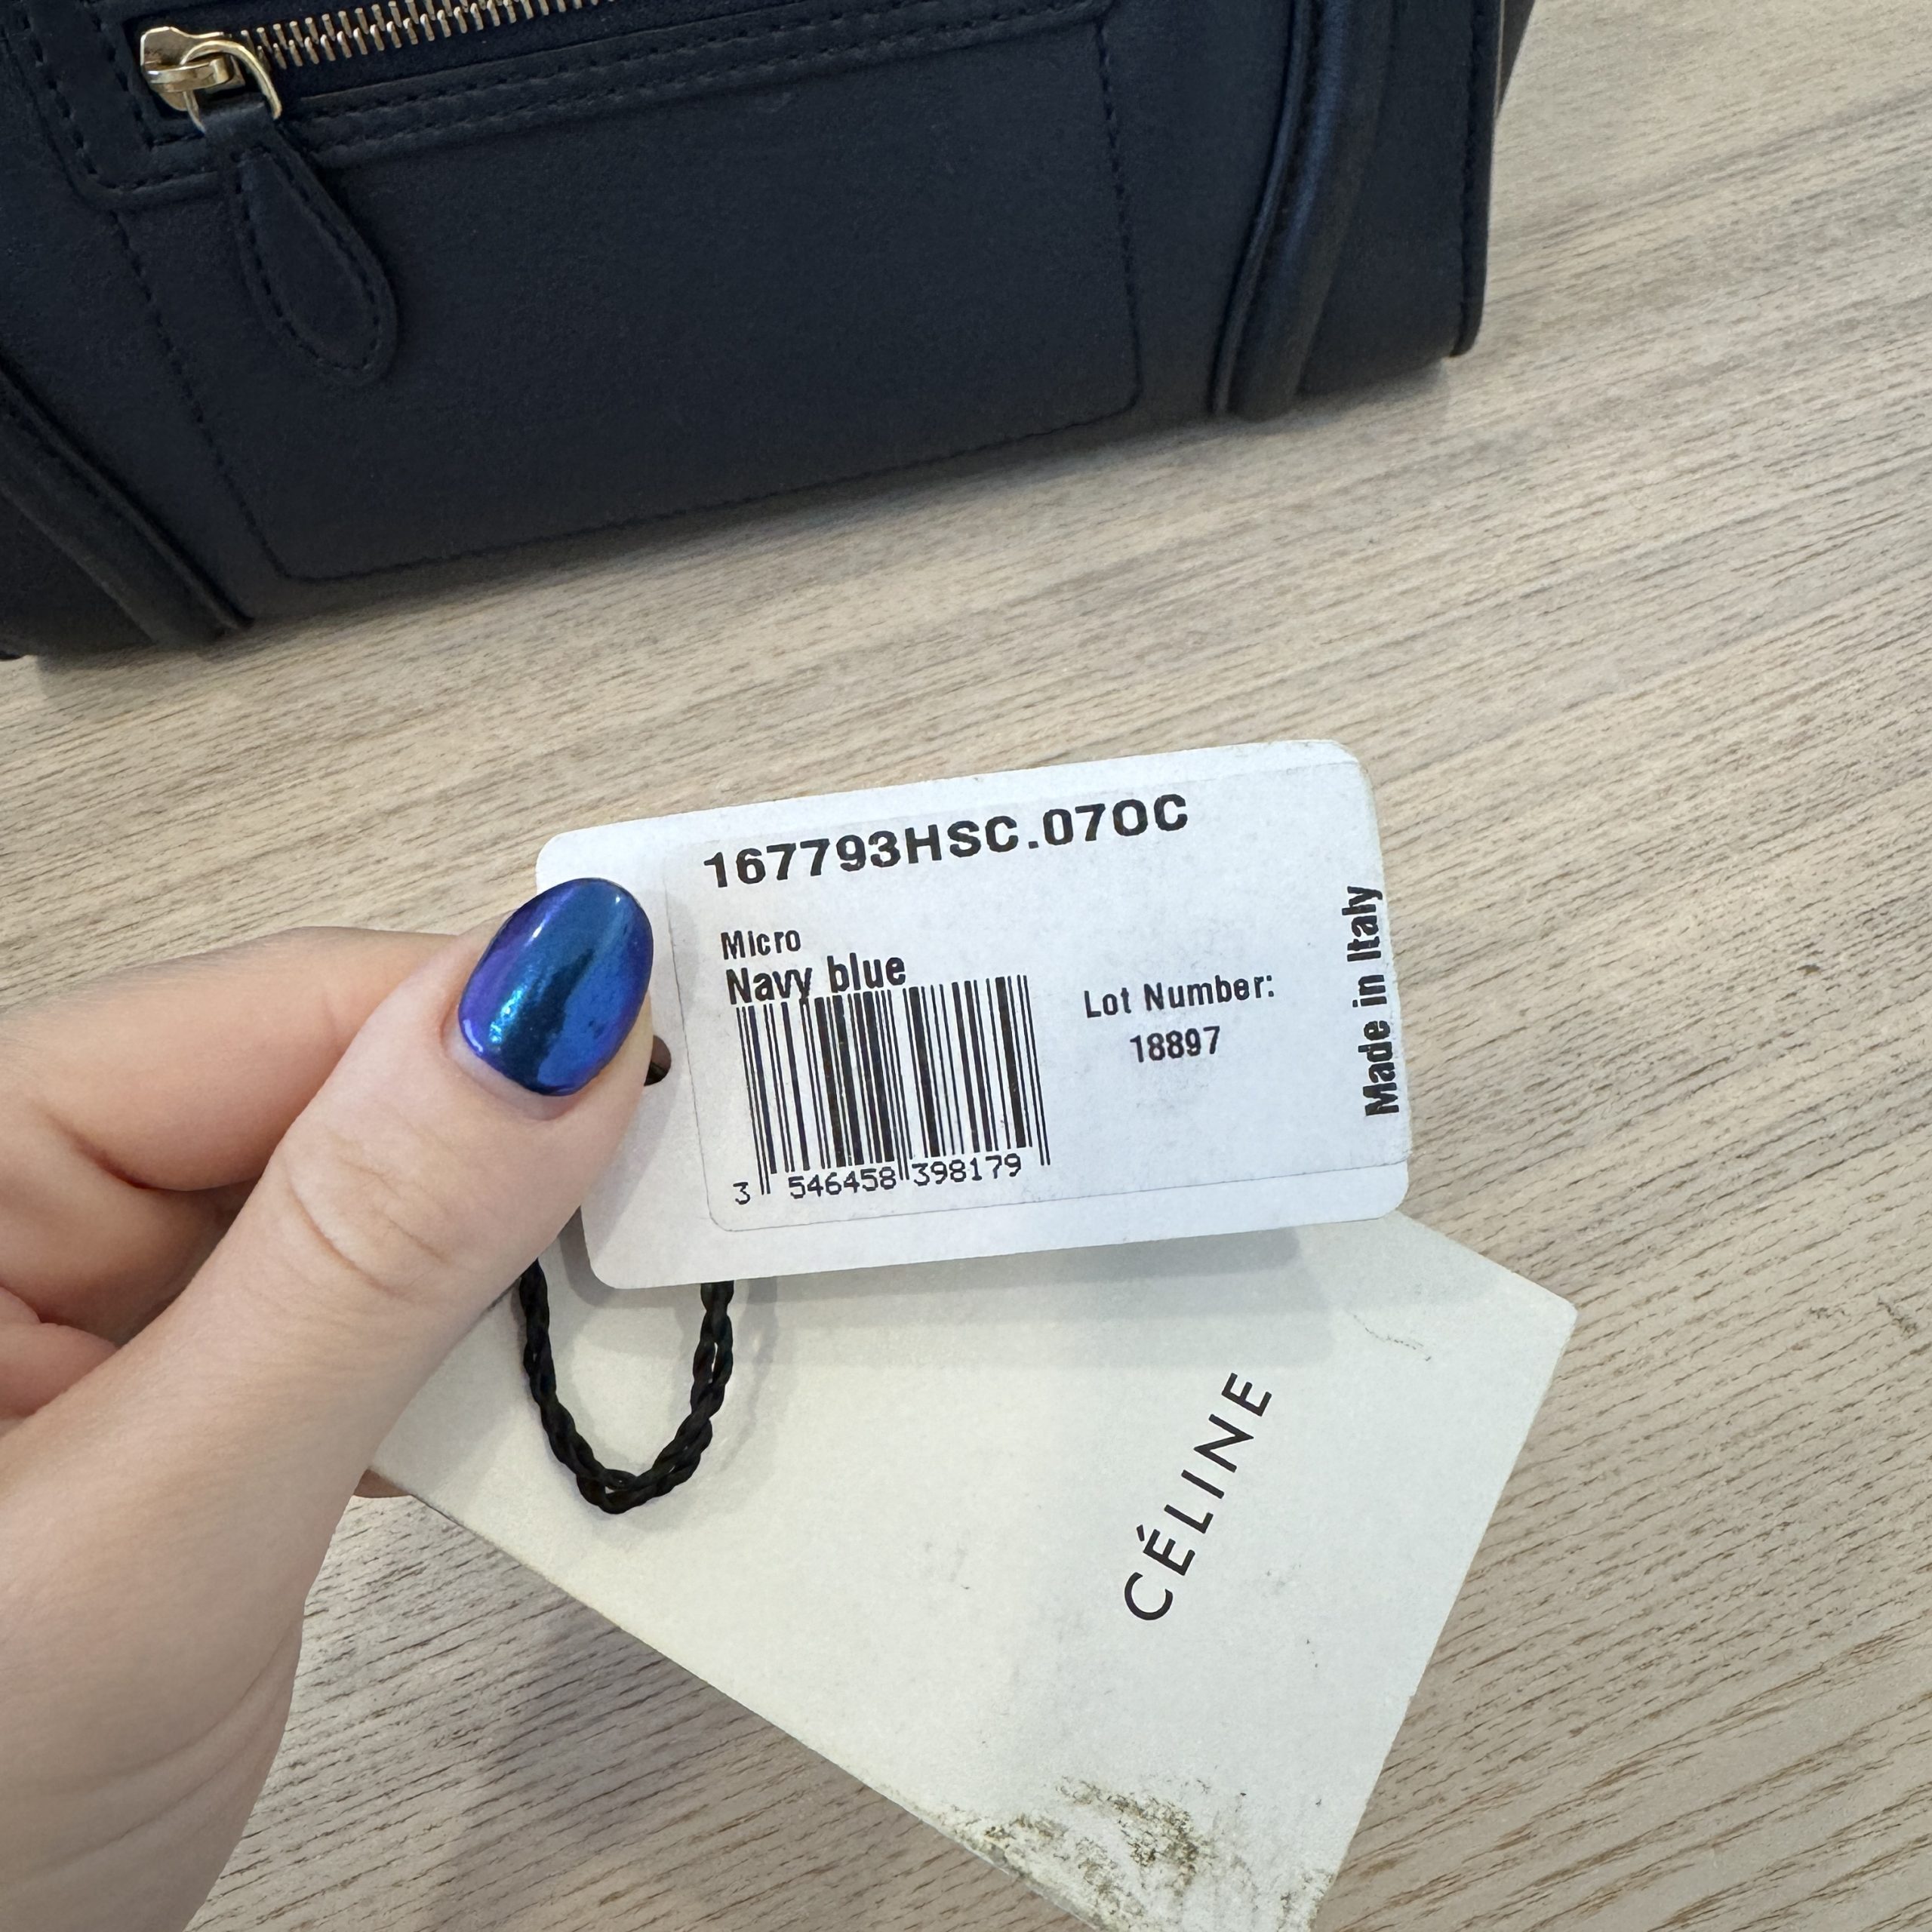 167793HSC.07OC
Micro
Navy blue
Lot Number:
18897
3 546458 398179
Made in Italy
CÉLINE